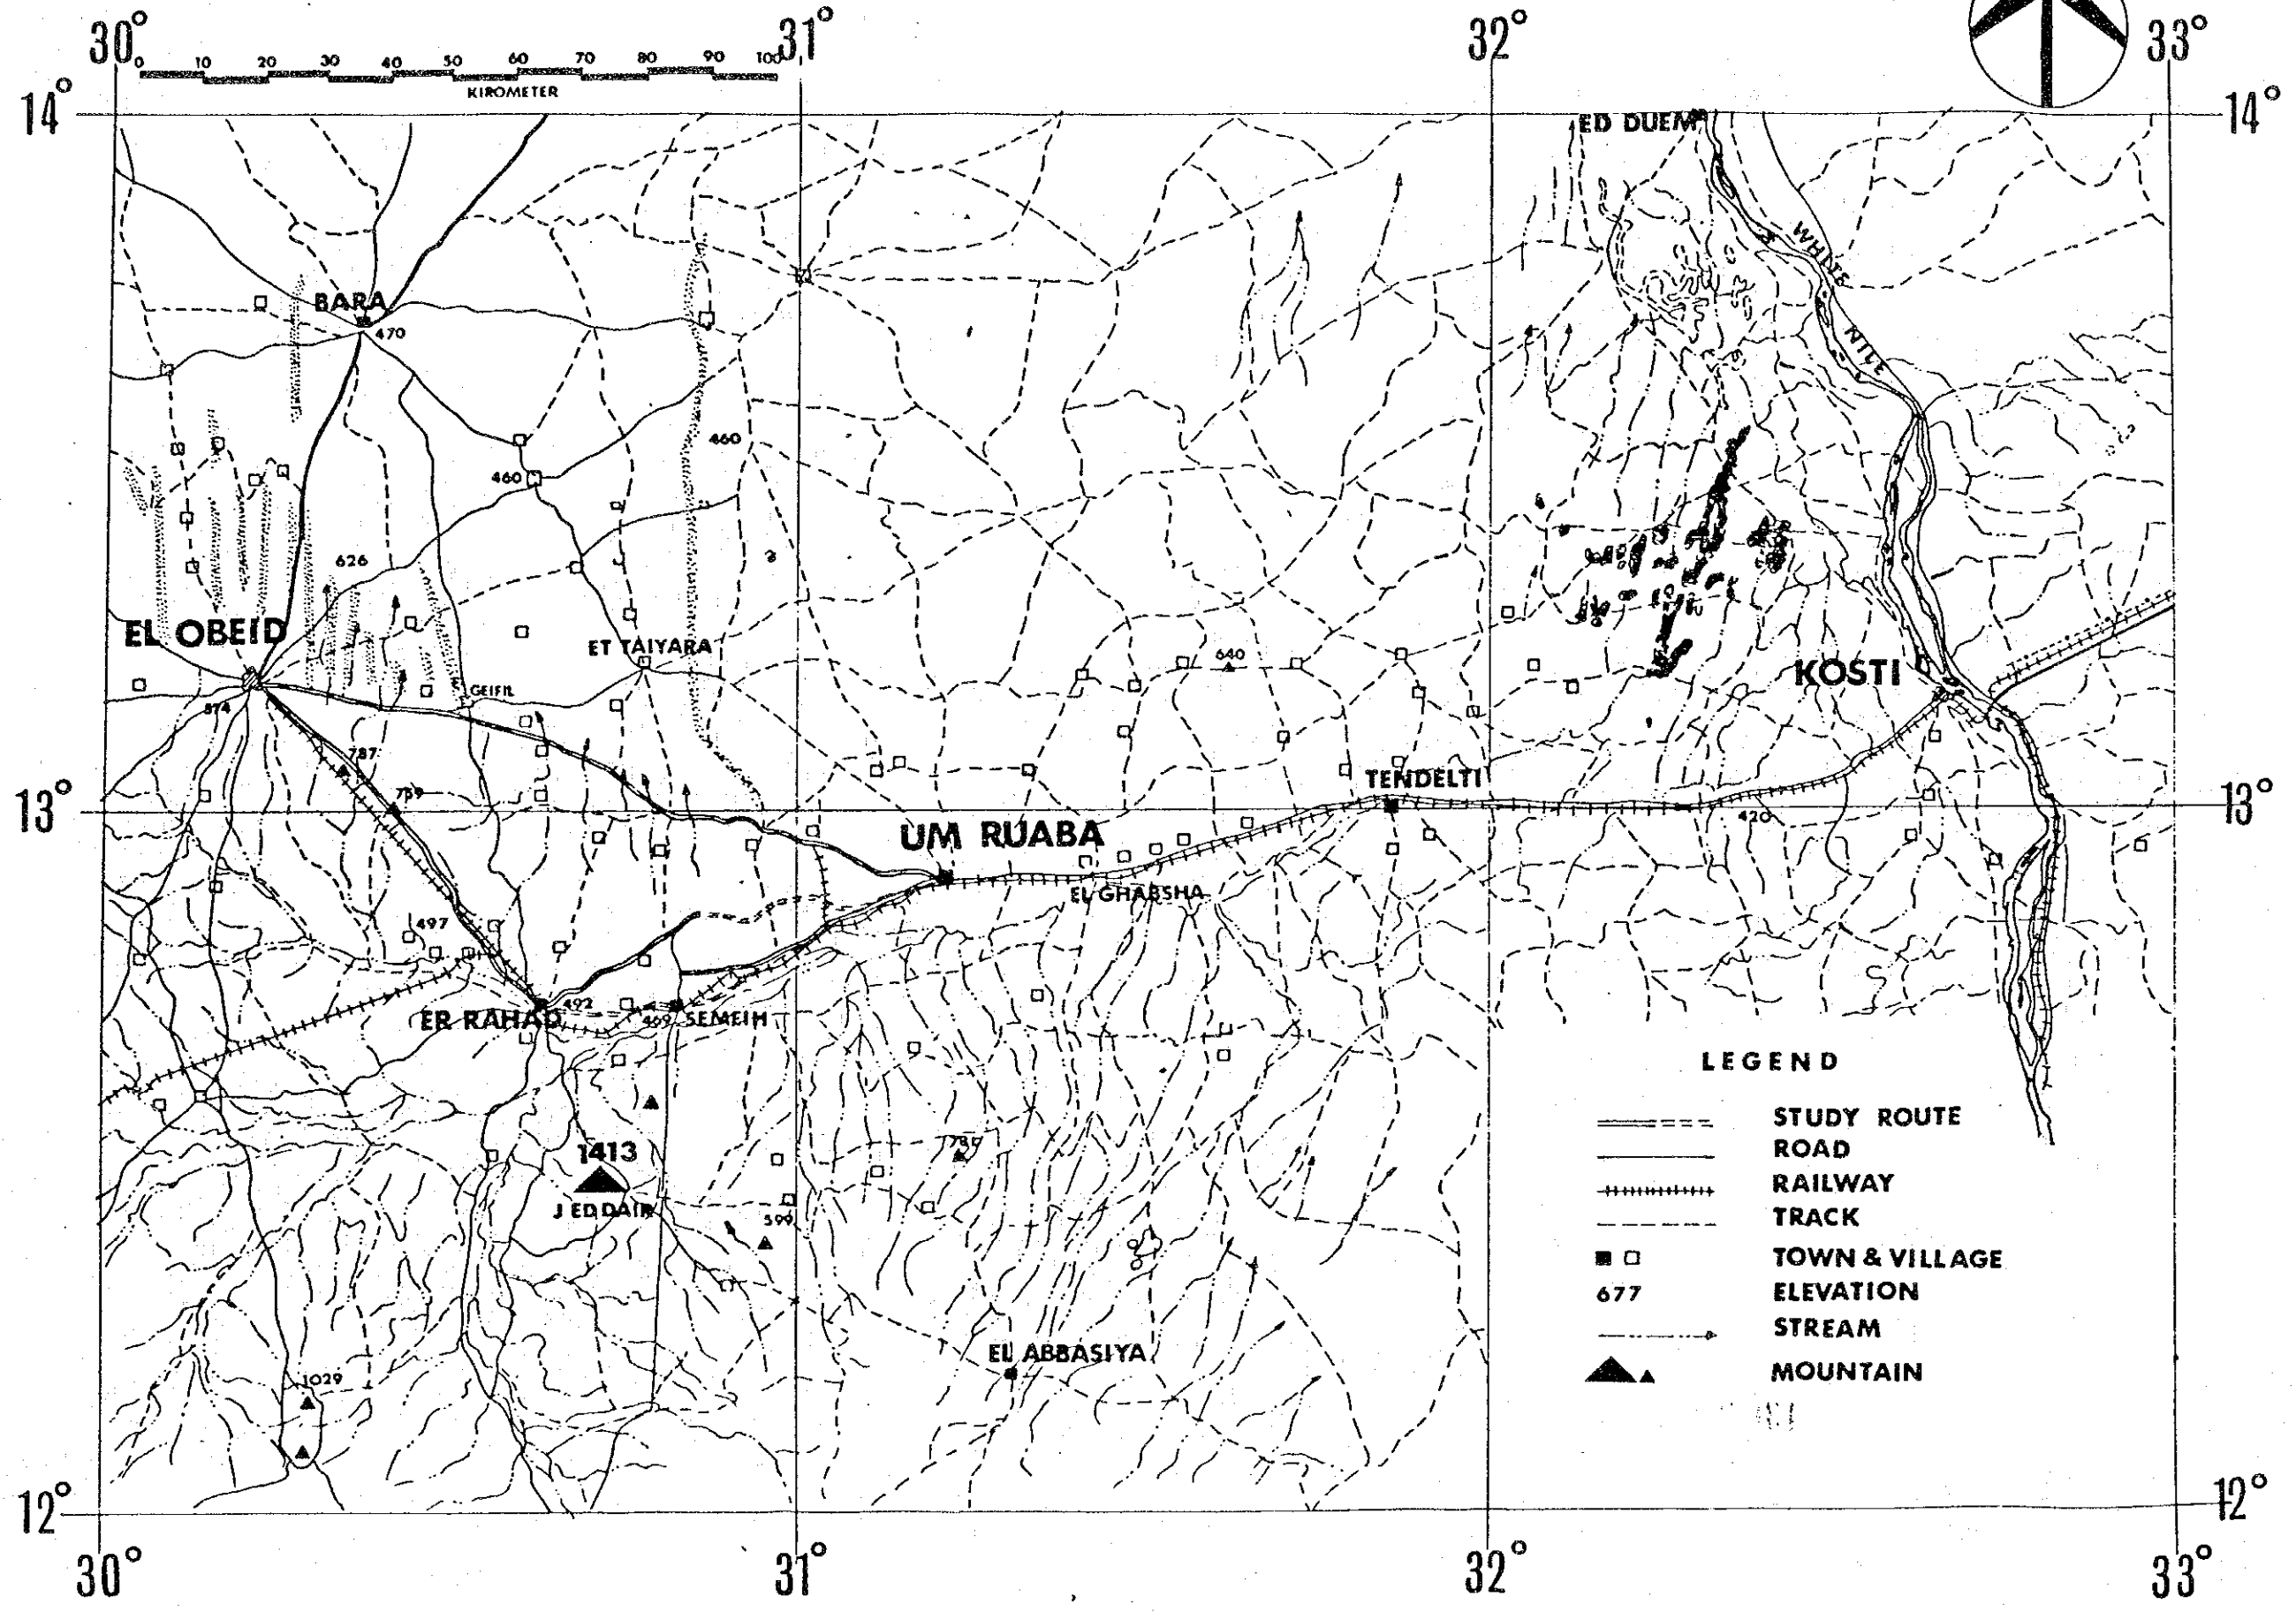 30°
31°
32°
33°
0 10 20 30 40 50 60 70 80 90 100
KIROMETER
14°
14°
ED DUEM
WHITE
NILE
BARA
470
460
460
626
EL OBEID
ET TAIYARA
640
KOSTI
GEIFIL
574
787
759
TENDELTI
13°
13°
420
UM RUABA
EL GHABSHA
497
492
ER RAHAD
469
SEMEIH
LEGEND
STUDY ROUTE
ROAD
RAILWAY
TRACK
TOWN & VILLAGE
677
ELEVATION
STREAM
MOUNTAIN
1413
J ED DAIR
599
EL ABBASIYA
1029
12°
12°
30°
31°
32°
33°